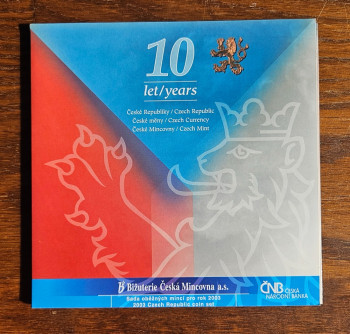 10
let/years
České Republiky / Czech Republic
České měny / Czech Currency
České Mincovny / Czech Mint
Bižuterie Česká Mincovna a.s.
Sada oběžných mincí pro rok 2003
2003 Czech Republic coin set
ČNB ČESKÁ
NÁRODNÍ BANKA